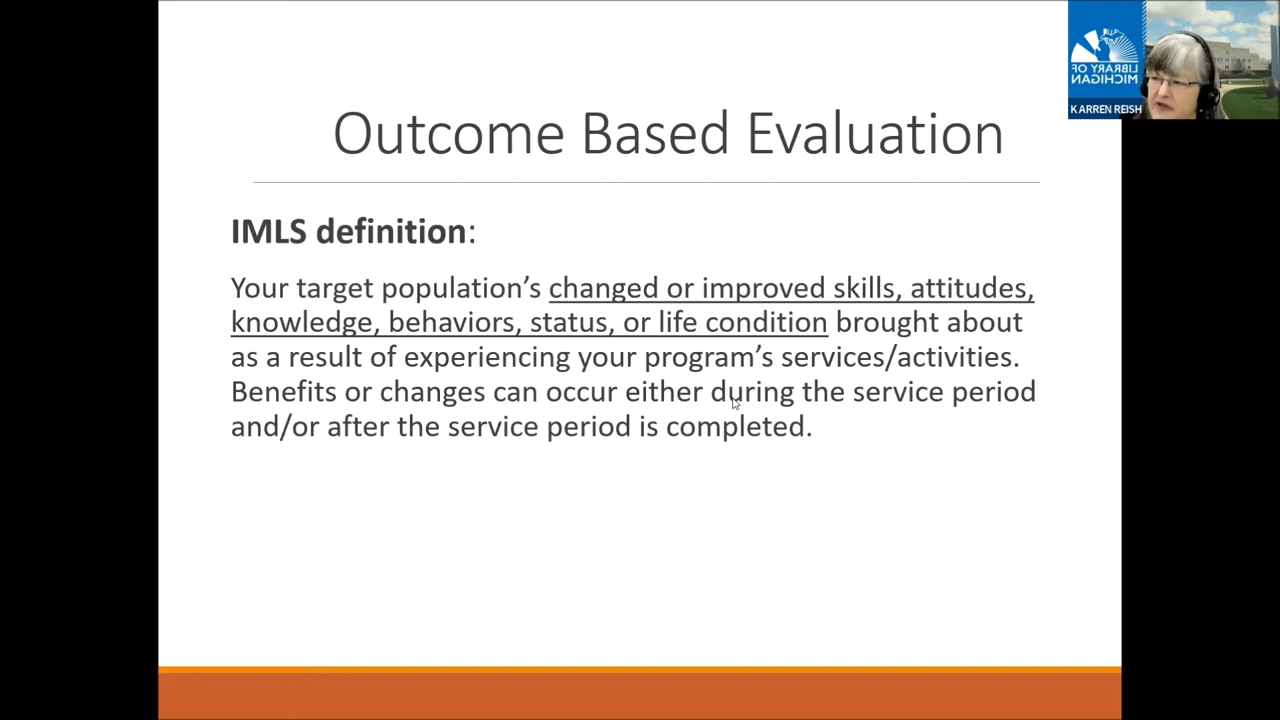 Outcome Based Evaluation
IMLS definition:
Your target population’s changed or improved skills, attitudes,
knowledge, behaviors, status, or life condition brought about
as a result of experiencing your program’s services/activities.
Benefits or changes can occur either during the service period
and/or after the service period is completed.
LIBRARY OF
MICHIGAN
KARREN REISH